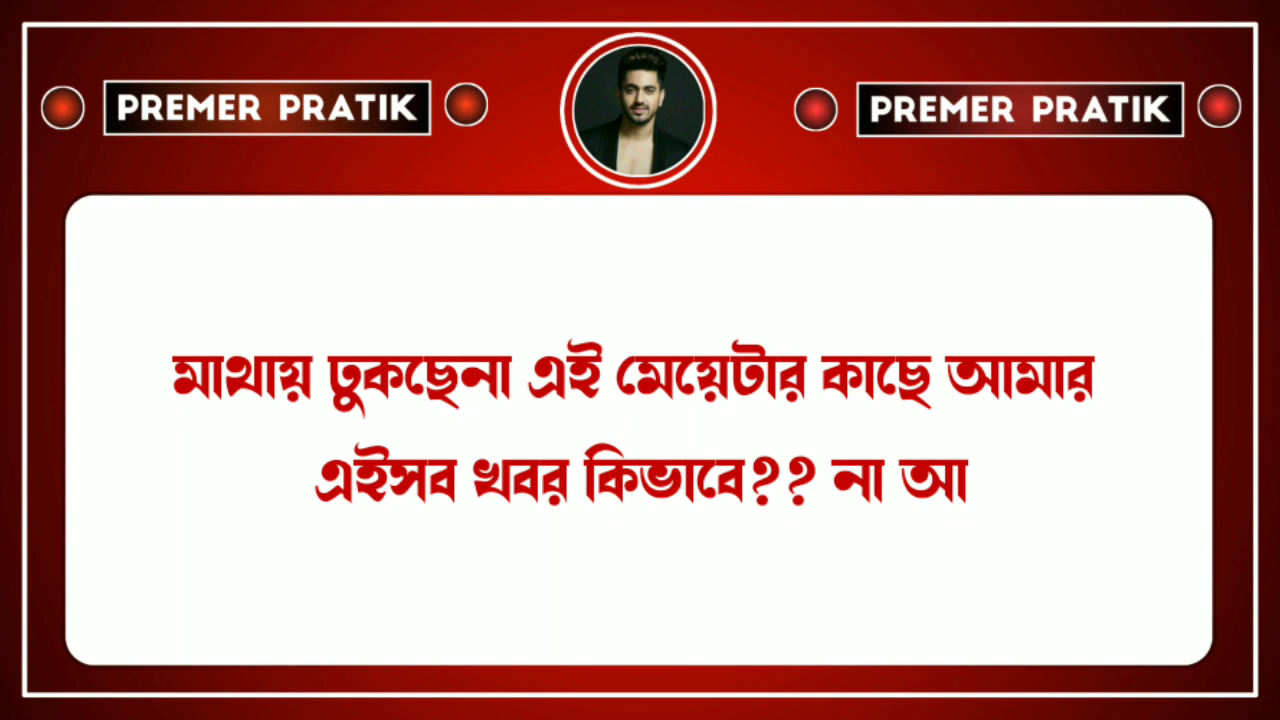 PREMER PRATIK
PREMER PRATIK
মাথায় ঢুকছেনা এই মেয়েটার কাছে আমার
এইসব খবর কিভাবে?? না আ